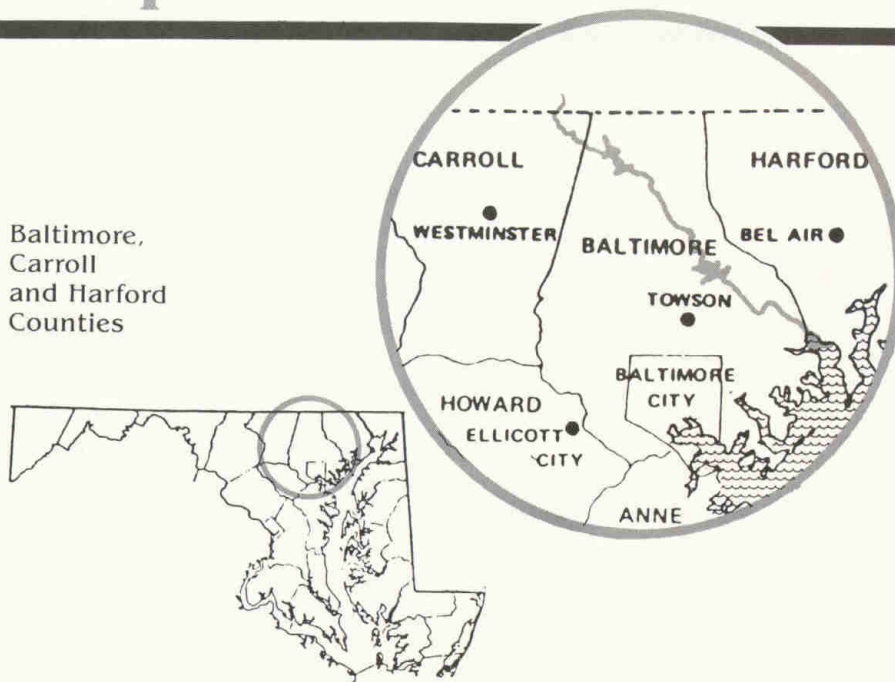 Baltimore,
Carroll
and Harford
Counties
CARROLL
HARFORD
WESTMINSTER
BALTIMORE
BEL AIR
TOWSON
BALTIMORE
CITY
HOWARD
ELLICOTT
CITY
ANNE